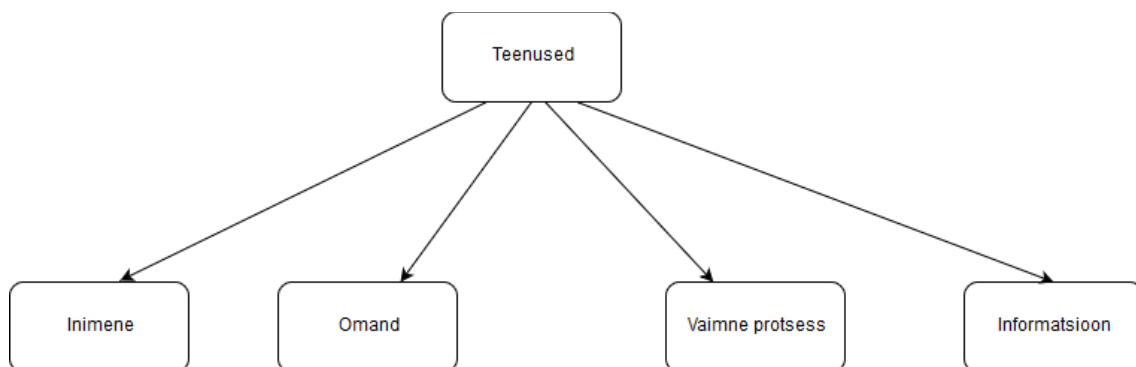 Teenused
Inimene
Omand
Vaimne protsess
Informatsioon